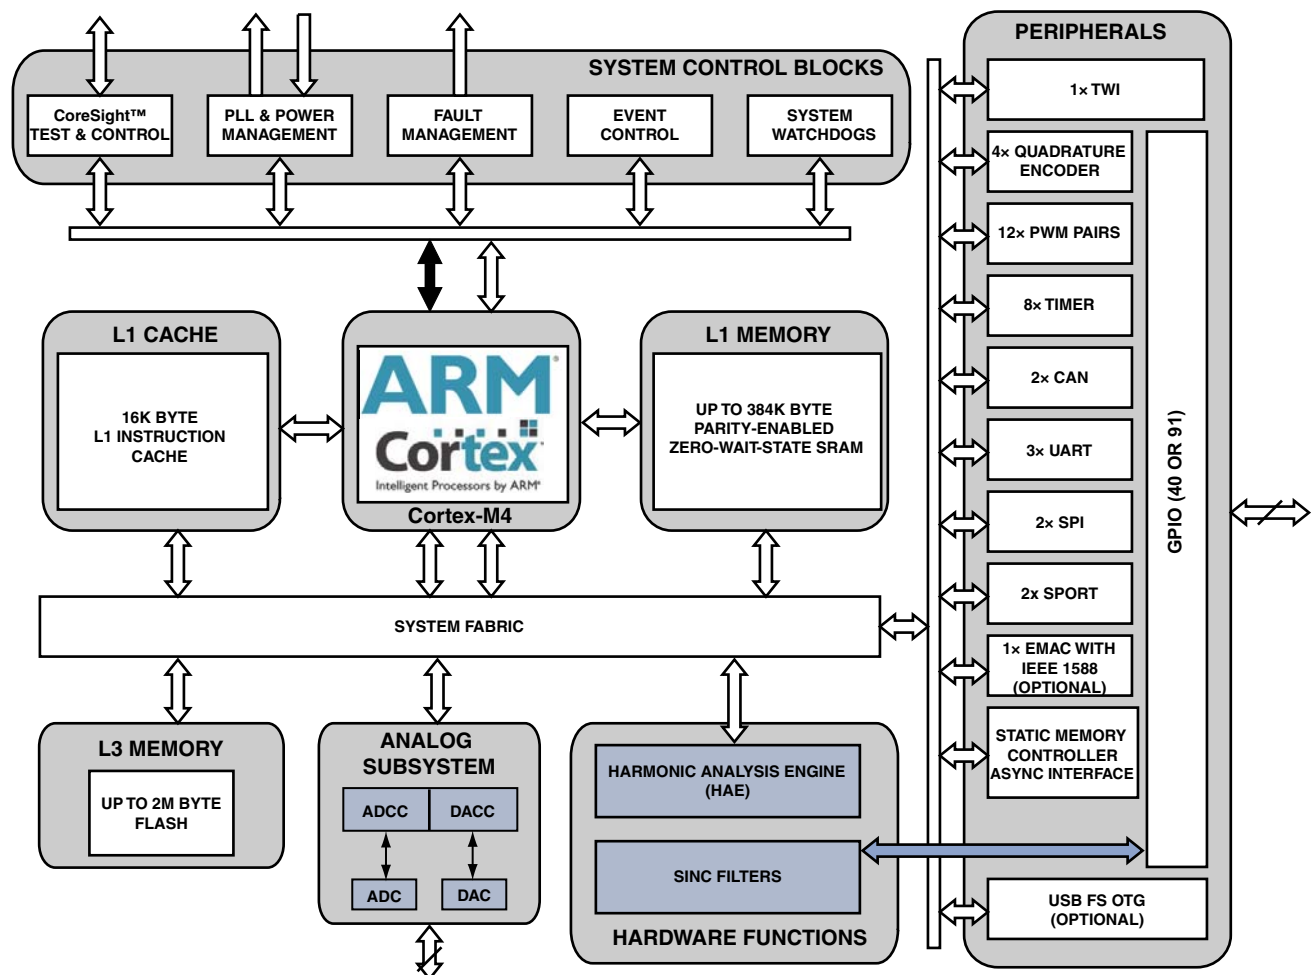 SYSTEM CONTROL BLOCKS
CoreSight™
TEST & CONTROL
PLL & POWER
MANAGEMENT
FAULT
MANAGEMENT
EVENT
CONTROL
SYSTEM
WATCHDOGS
L1 CACHE
16K BYTE
L1 INSTRUCTION
CACHE
ARM®
Cortex™
Intelligent Processors by ARM®
Cortex-M4
L1 MEMORY
UP TO 384K BYTE
PARITY-ENABLED
ZERO-WAIT-STATE SRAM
SYSTEM FABRIC
L3 MEMORY
UP TO 2M BYTE
FLASH
ANALOG
SUBSYSTEM
ADCC
DACC
ADC
DAC
HARMONIC ANALYSIS ENGINE
(HAE)
SINC FILTERS
HARDWARE FUNCTIONS
PERIPHERALS
1× TWI
4× QUADRATURE
ENCODER
12× PWM PAIRS
8× TIMER
2× CAN
3× UART
2× SPI
2x SPORT
1× EMAC WITH
IEEE 1588
(OPTIONAL)
STATIC MEMORY
CONTROLLER
ASYNC INTERFACE
USB FS OTG
(OPTIONAL)
GPIO (40 OR 91)